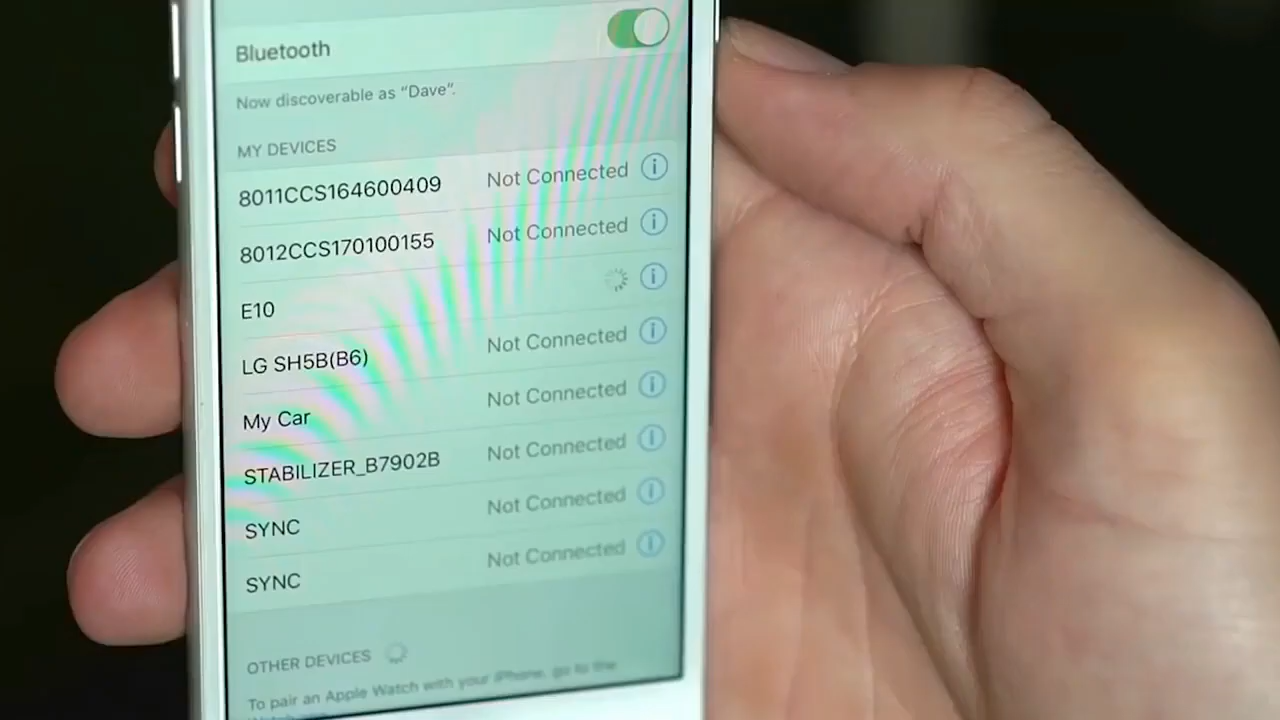 Bluetooth
Now discoverable as “Dave”.
MY DEVICES
8011CCS164600409 Not Connected
8012CCS170100155 Not Connected
E10
LG SH5B(B6) Not Connected
My Car Not Connected
STABILIZER_B7902B Not Connected
SYNC Not Connected
SYNC Not Connected
OTHER DEVICES
To pair an Apple Watch with your iPhone, go to the